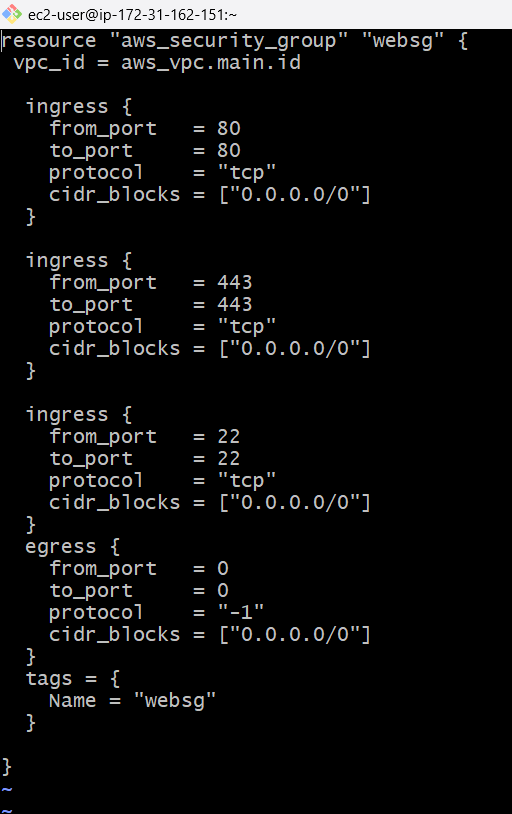 ec2-user@ip-172-31-162-151:~
resource "aws_security_group" "websg" {
 vpc_id = aws_vpc.main.id

  ingress {
    from_port   = 80
    to_port     = 80
    protocol    = "tcp"
    cidr_blocks = ["0.0.0.0/0"]
  }

  ingress {
    from_port   = 443
    to_port     = 443
    protocol    = "tcp"
    cidr_blocks = ["0.0.0.0/0"]
  }

  ingress {
    from_port   = 22
    to_port     = 22
    protocol    = "tcp"
    cidr_blocks = ["0.0.0.0/0"]
  }
  egress {
    from_port   = 0
    to_port     = 0
    protocol    = "-1"
    cidr_blocks = ["0.0.0.0/0"]
  }
  tags = {
    Name = "websg"
  }

}
~
~